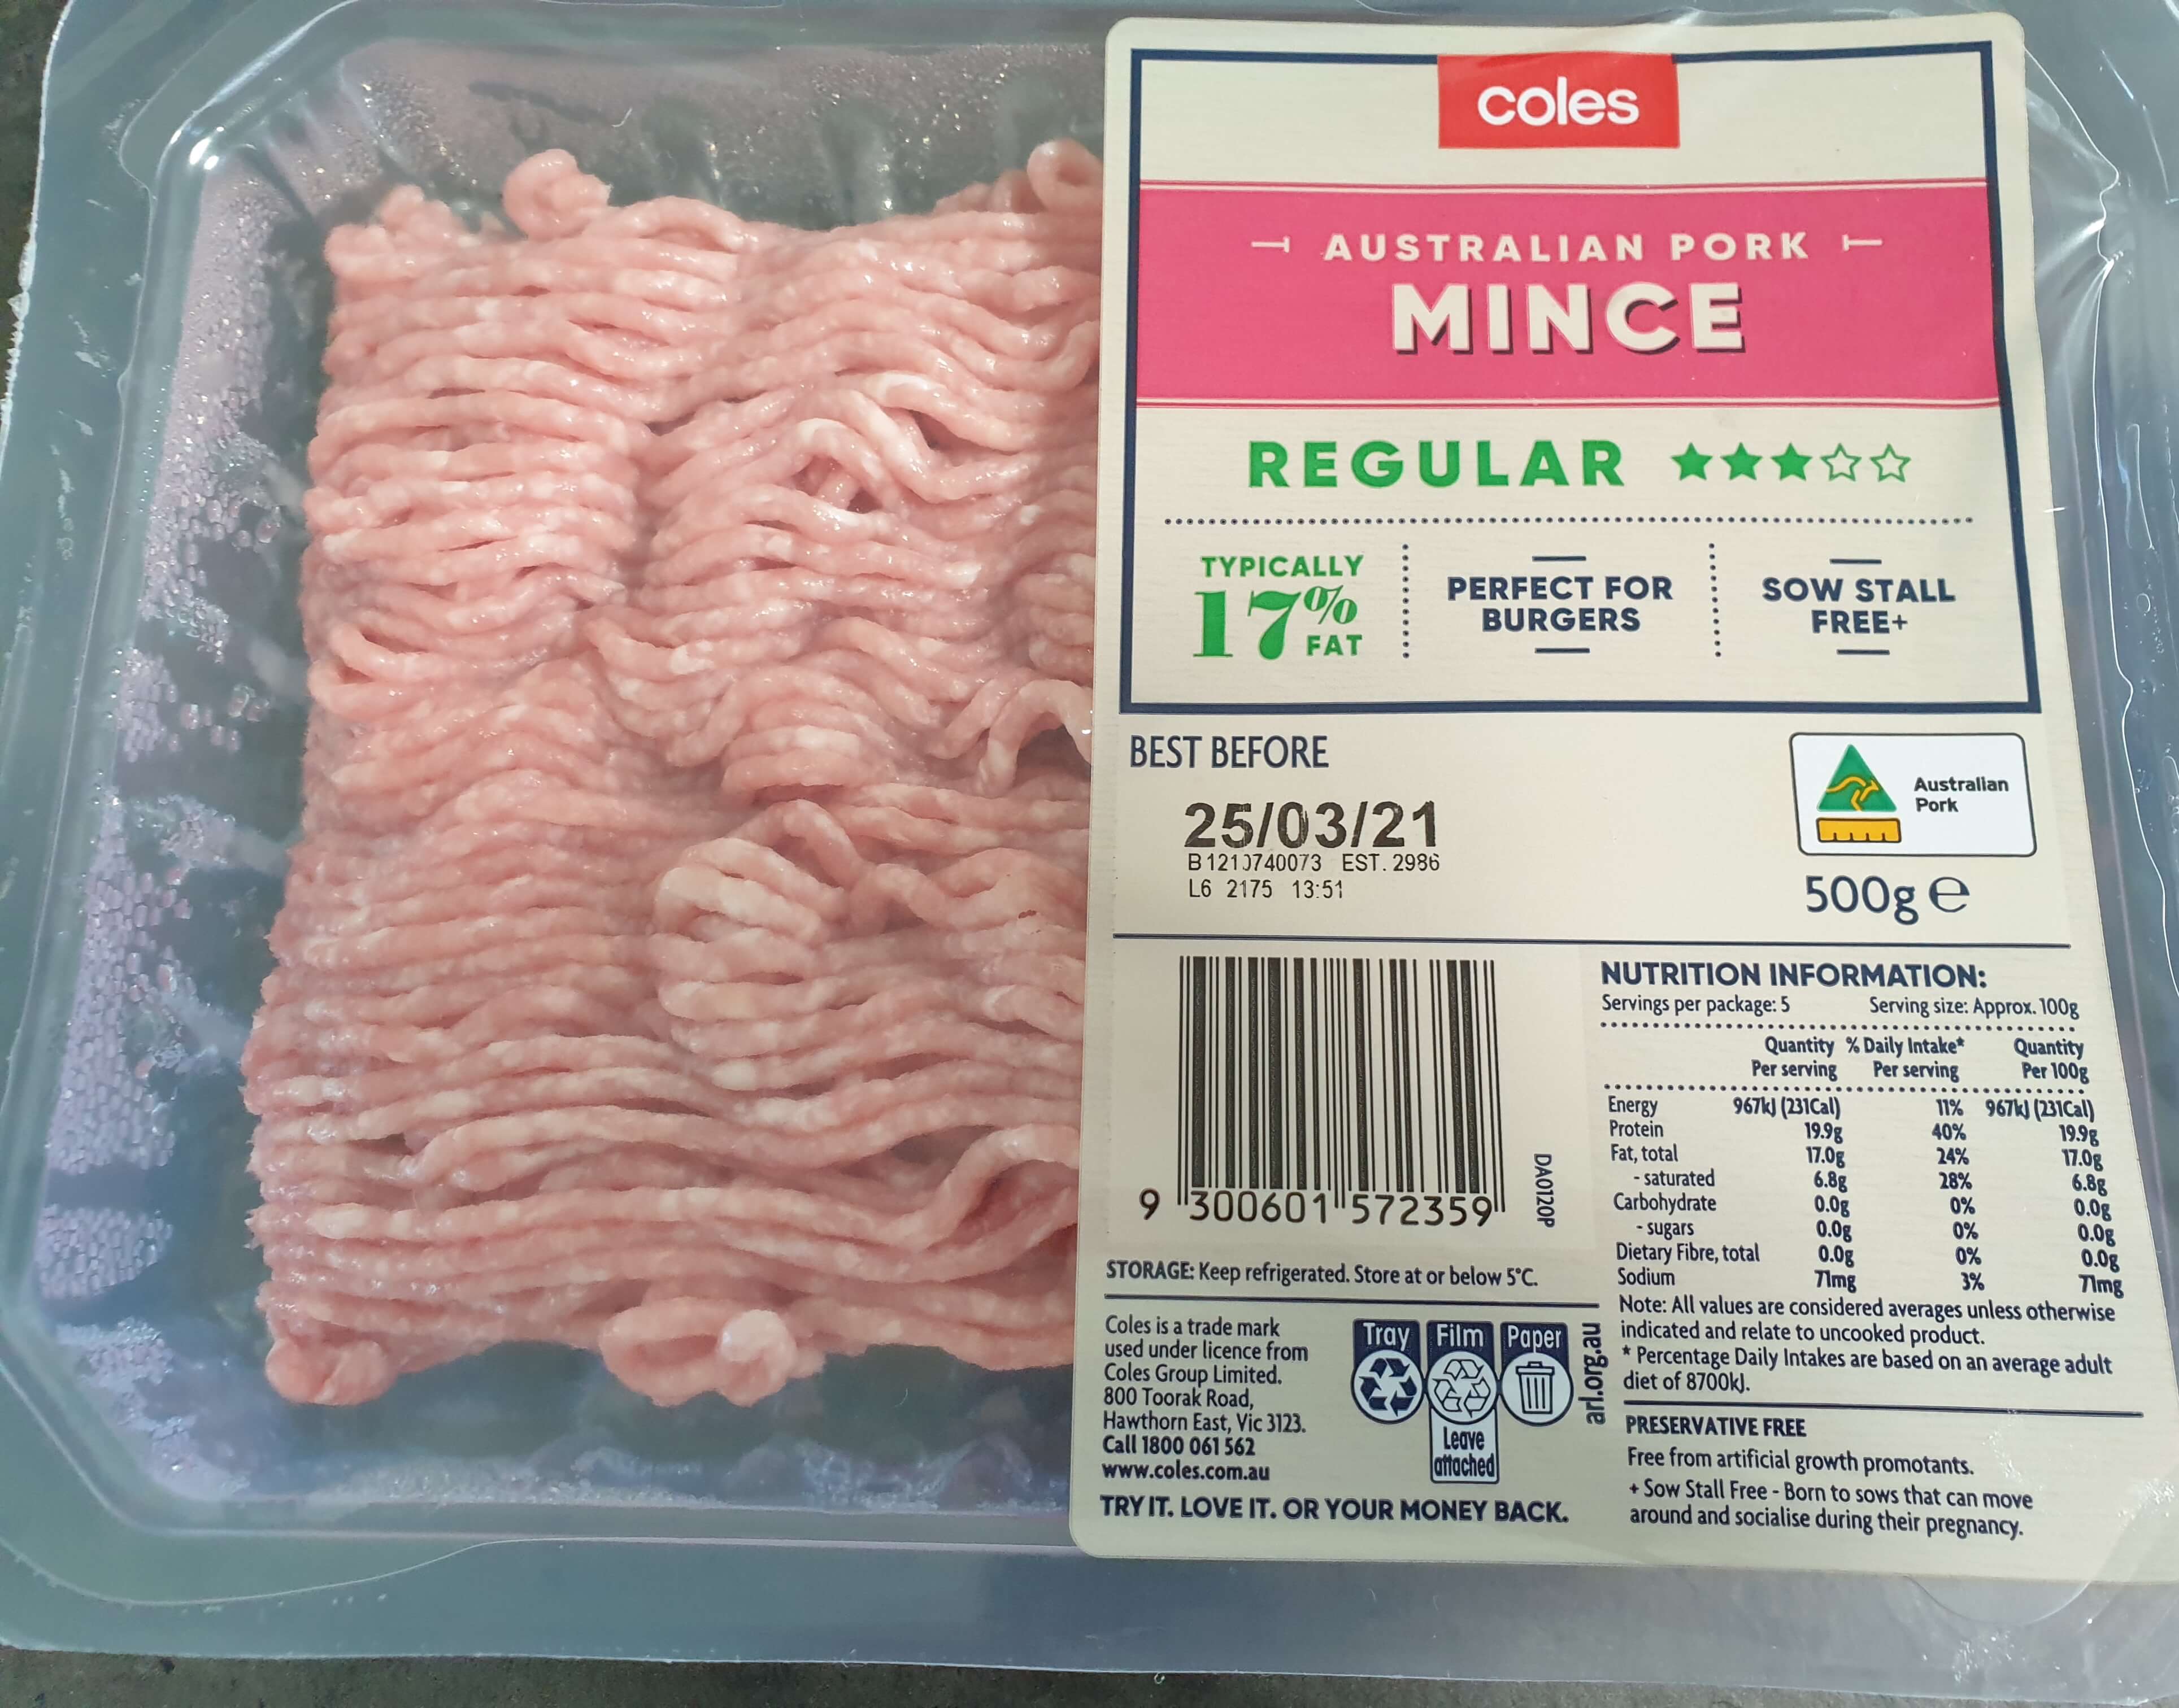 coles
AUSTRALIAN PORK
MINCE
REGULAR
TYPICALLY
17%
FAT
PERFECT FOR
BURGERS
SOW STALL
FREE+
BEST BEFORE
25/03/21
B1210740073 EST. 2986
L6 2175 13:51
Australian
Pork
500g e
9 300601 572359
DA0120P
STORAGE: Keep refrigerated. Store at or below 5°C.
Coles is a trade mark
used under licence from
Coles Group Limited.
800 Toorak Road,
Hawthorn East, Vic 3123.
Call 1800 061 562
www.coles.com.au
Tray Film Paper
Leave
attached
arl.org.au
TRY IT. LOVE IT. OR YOUR MONEY BACK.
NUTRITION INFORMATION:
Servings per package: 5 Serving size: Approx. 100g
Quantity % Daily Intake* Quantity
Per serving Per serving Per 100g
Energy 967kJ (231Cal) 11% 967kJ (231Cal)
Protein 19.9g 40% 19.9g
Fat, total 17.0g 24% 17.0g
- saturated 6.8g 28% 6.8g
Carbohydrate 0.0g 0% 0.0g
- sugars 0.0g 0% 0.0g
Dietary Fibre, total 0.0g 0% 0.0g
Sodium 71mg 3% 71mg
Note: All values are considered averages unless otherwise
indicated and relate to uncooked product.
* Percentage Daily Intakes are based on an average adult
diet of 8700kJ.
PRESERVATIVE FREE
Free from artificial growth promotants.
+ Sow Stall Free - Born to sows that can move
around and socialise during their pregnancy.